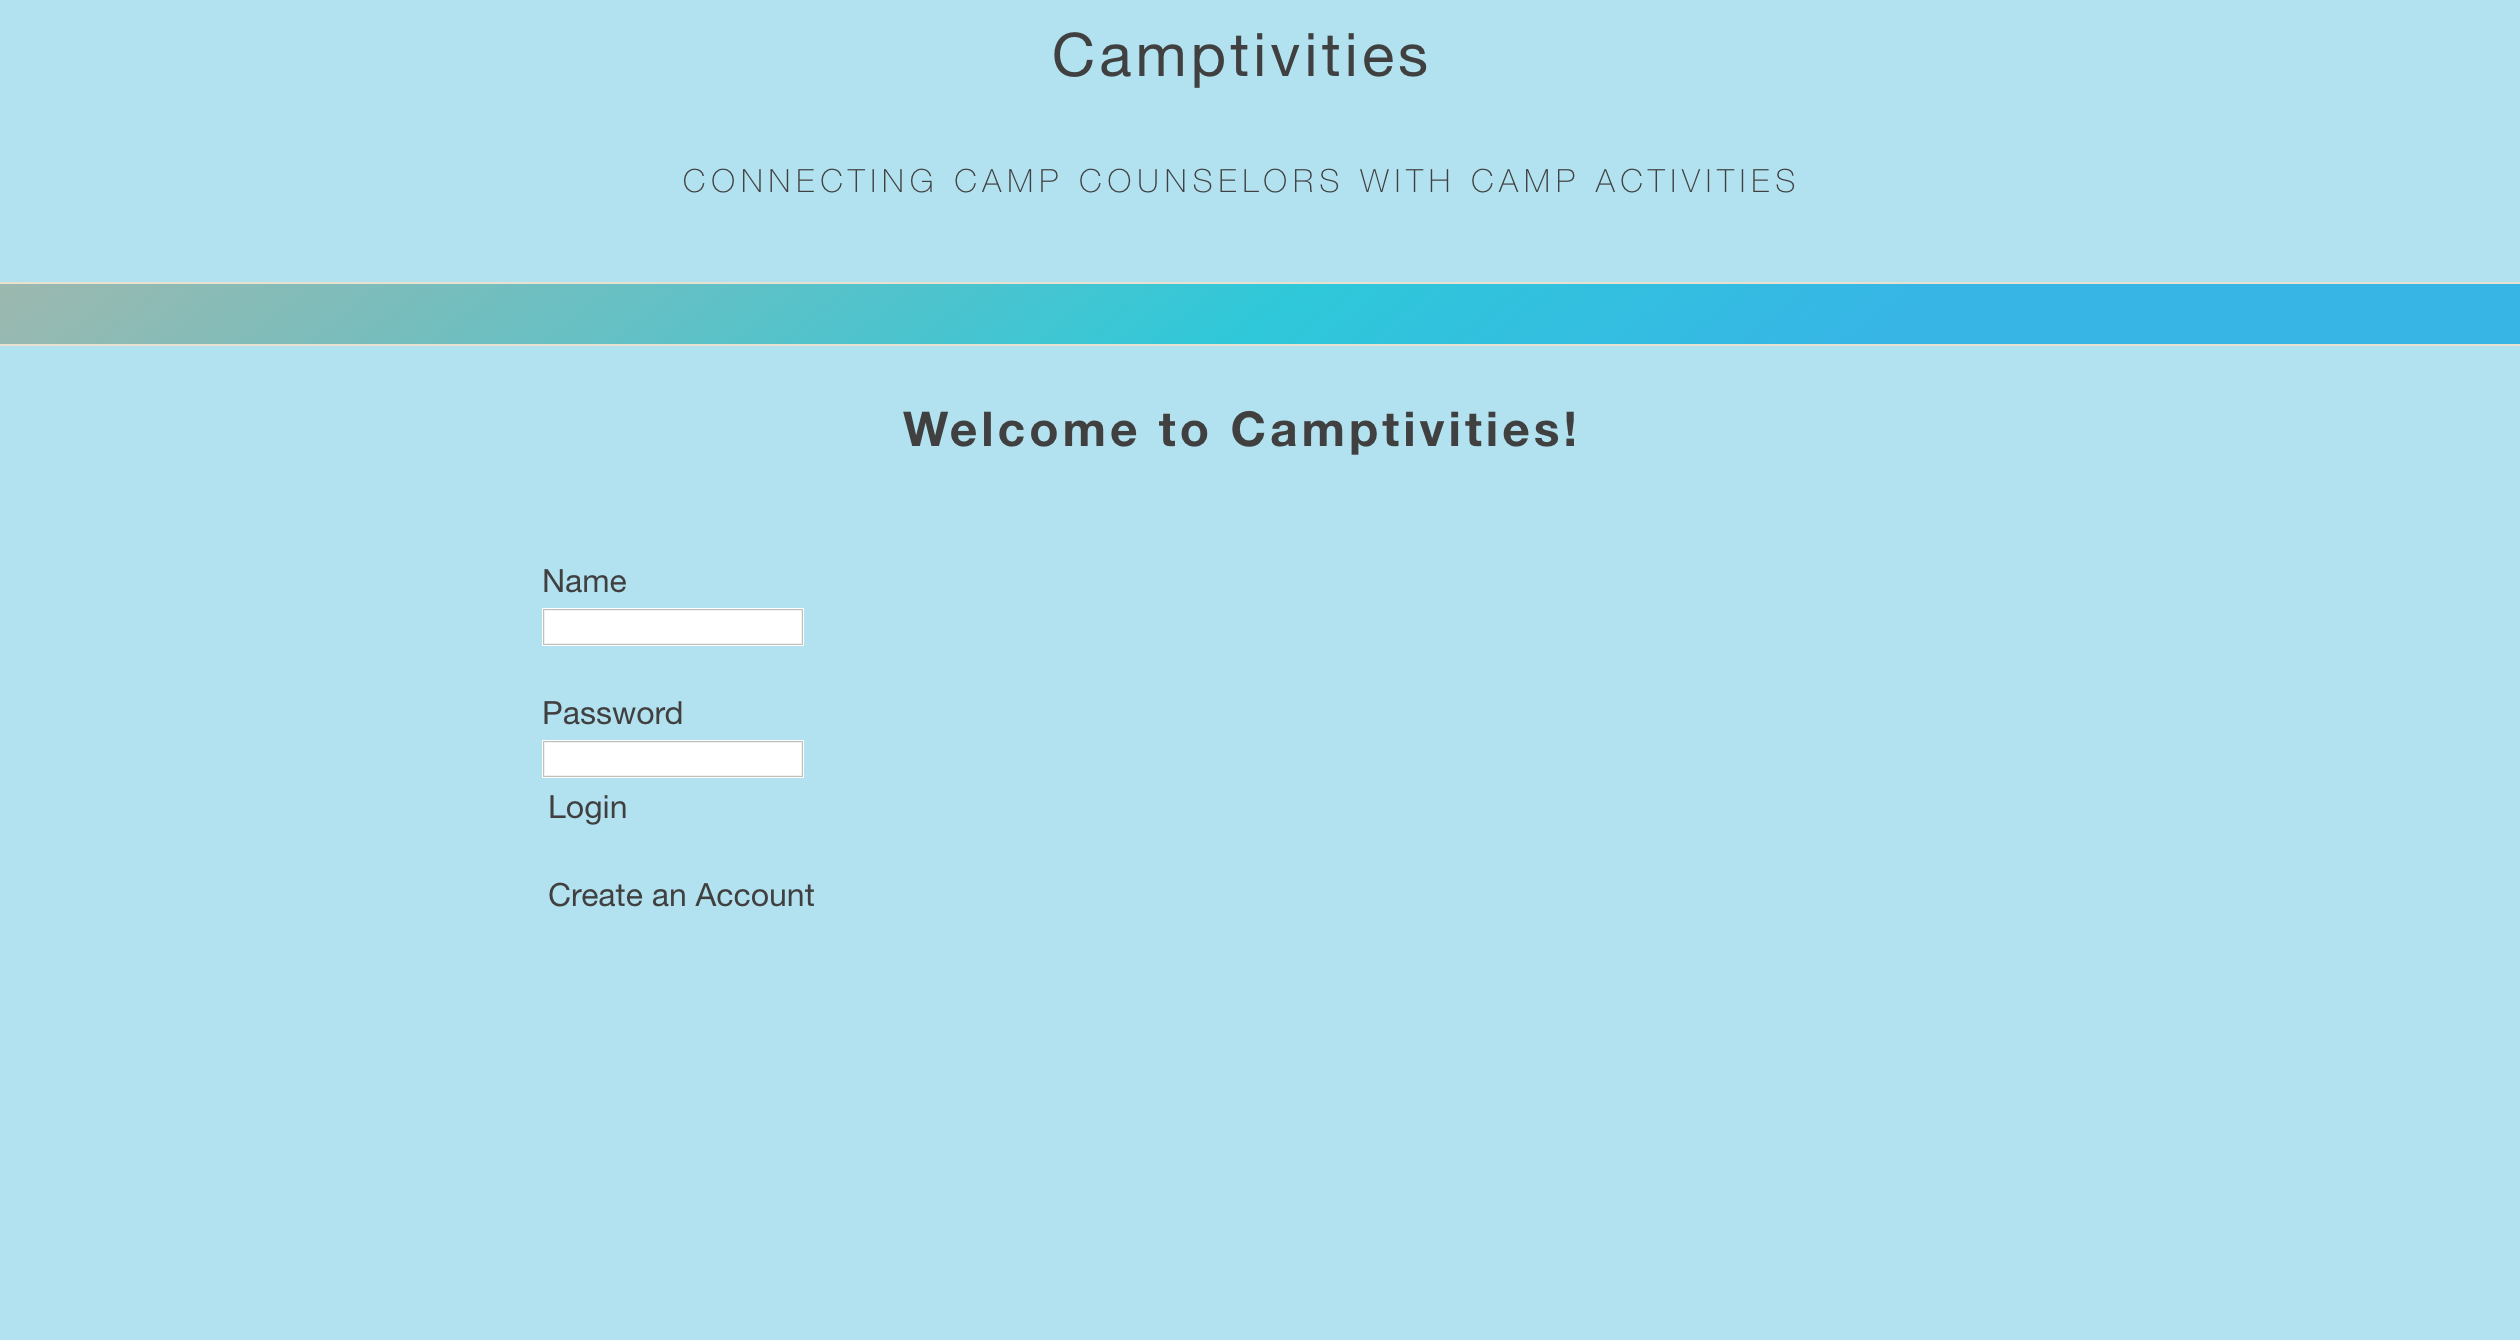 Camptivities
CONNECTING CAMP COUNSELORS WITH CAMP ACTIVITIES
Welcome to Camptivities!
Name
Password
Login
Create an Account